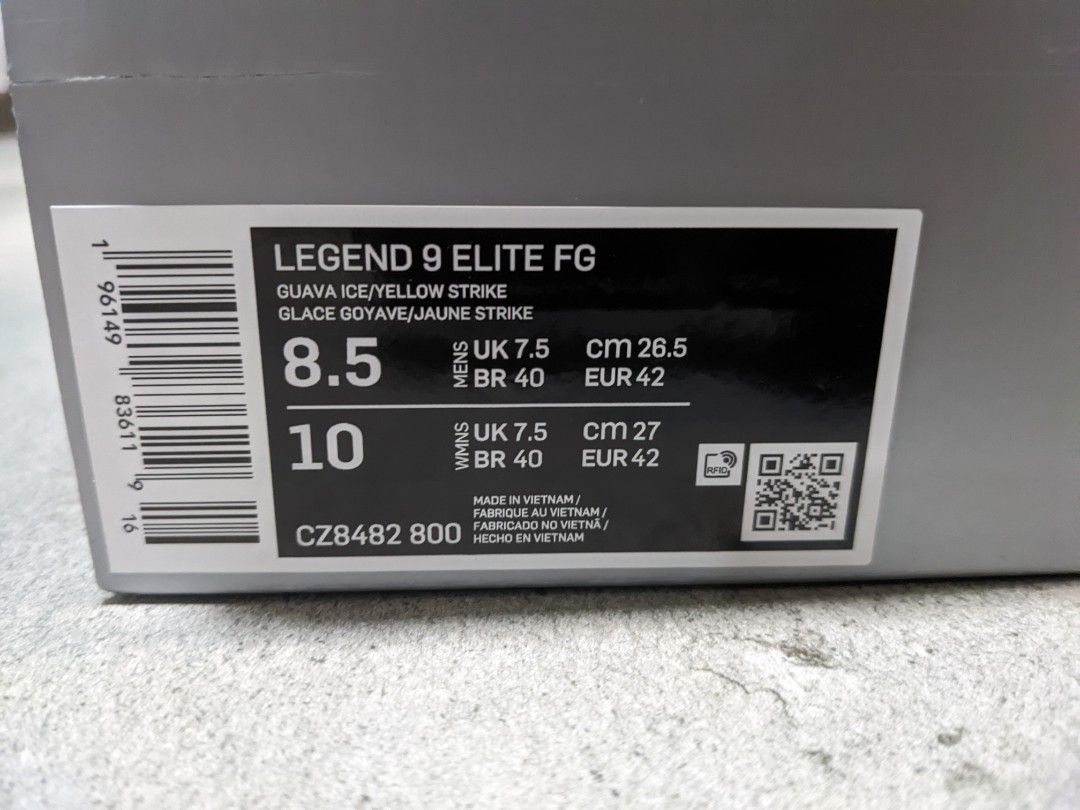 1 96149 83611 9 16
LEGEND 9 ELITE FG
GUAVA ICE/YELLOW STRIKE
GLACE GOYAVE/JAUNE STRIKE
8.5 MENS UK 7.5 cm 26.5
BR 40 EUR 42
10 WMNS UK 7.5 cm 27
BR 40 EUR 42
RFID
MADE IN VIETNAM /
FABRIQUE AU VIETNAM /
FABRICADO NO VIETNÃ /
HECHO EN VIETNAM
CZ8482 800